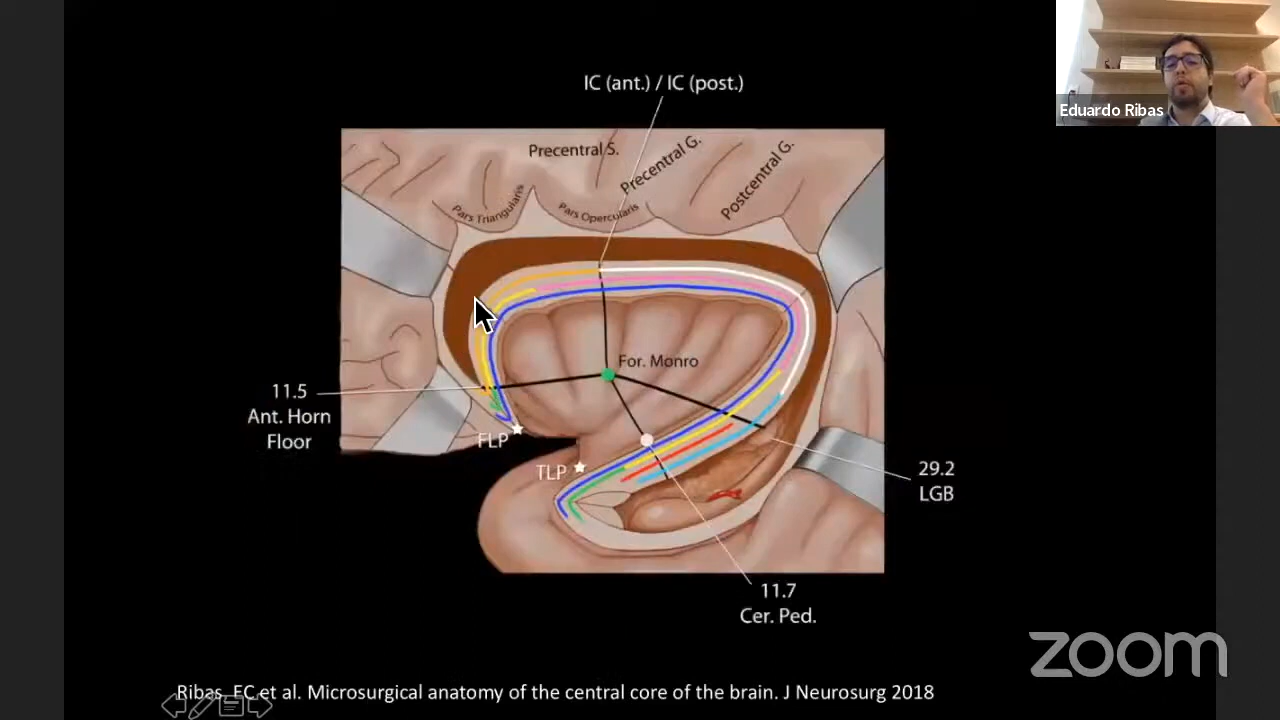 Eduardo Ribas
IC (ant.) / IC (post.)
Precentral S.
Precentral G.
Postcentral G.
Pars Triangularis
Pars Opercularis
For. Monro
11.5
Ant. Horn
Floor
FLP
TLP
29.2
LGB
11.7
Cer. Ped.
zoom
Ribas, EC et al. Microsurgical anatomy of the central core of the brain. J Neurosurg 2018